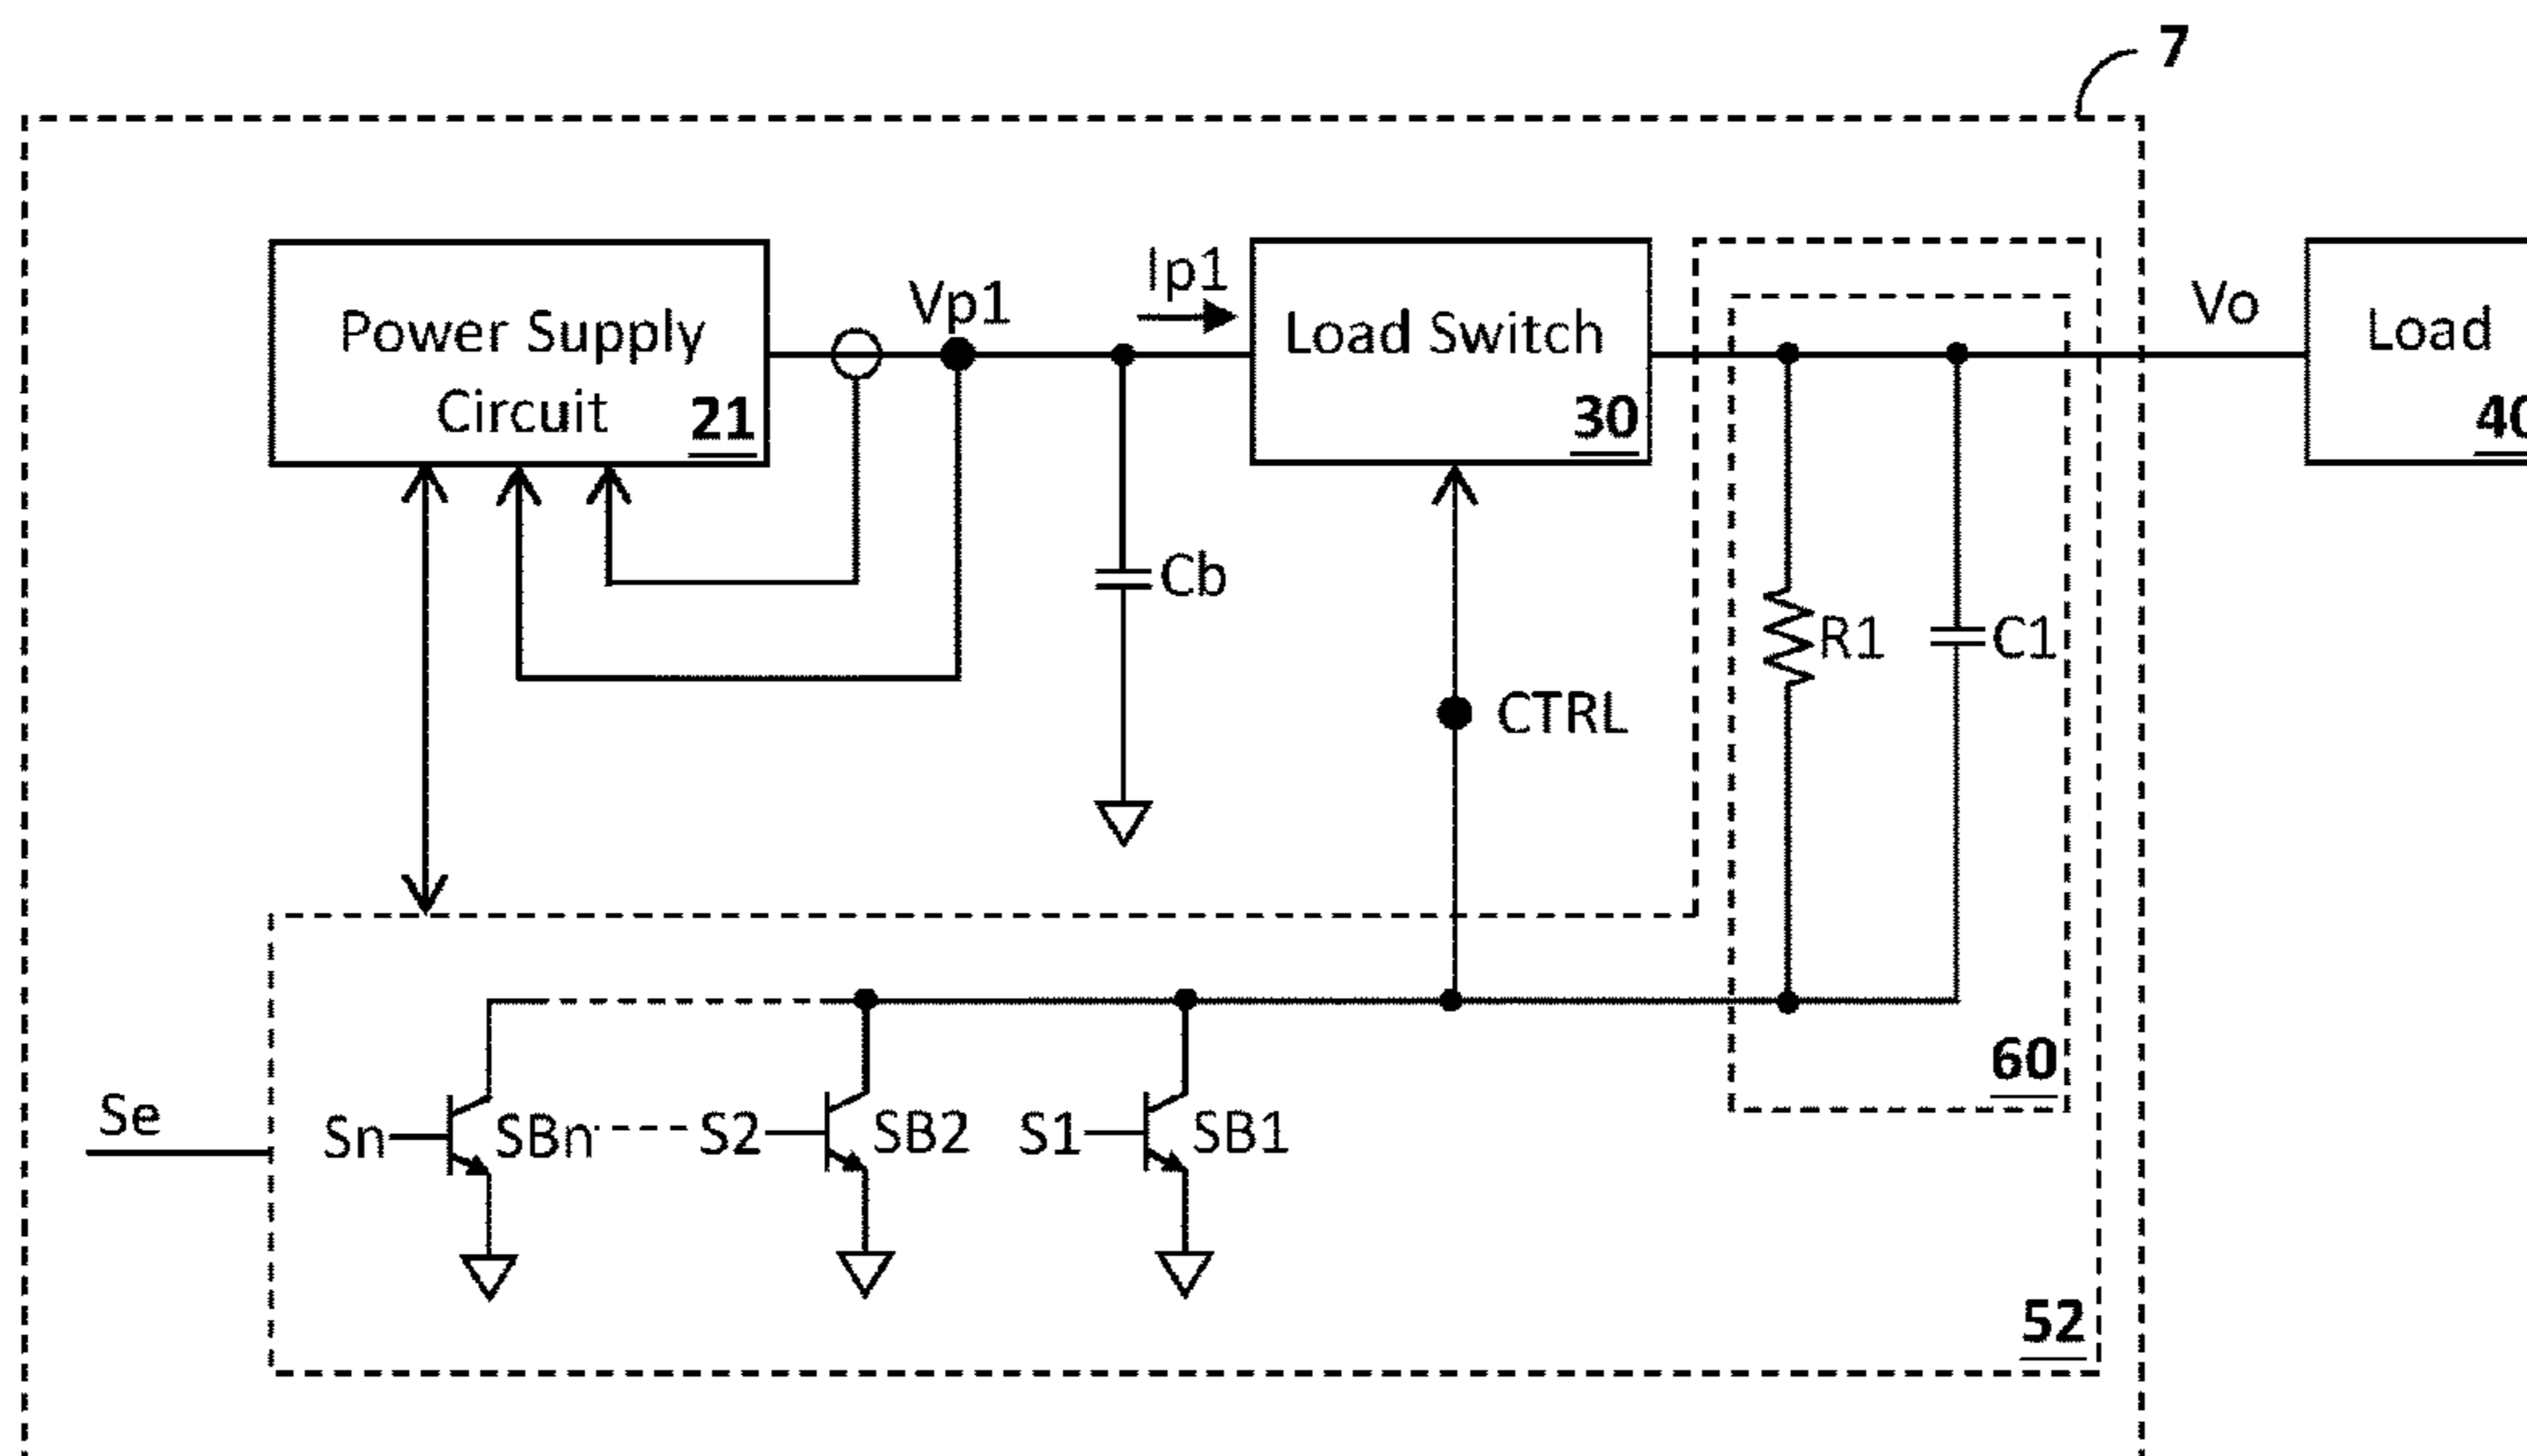 7
Power Supply
Circuit
21
Vp1
Ip1
Load Switch
30
Vo
Load
40
Cb
R1
C1
CTRL
60
Se
Sn
SBn
S2
SB2
S1
SB1
52